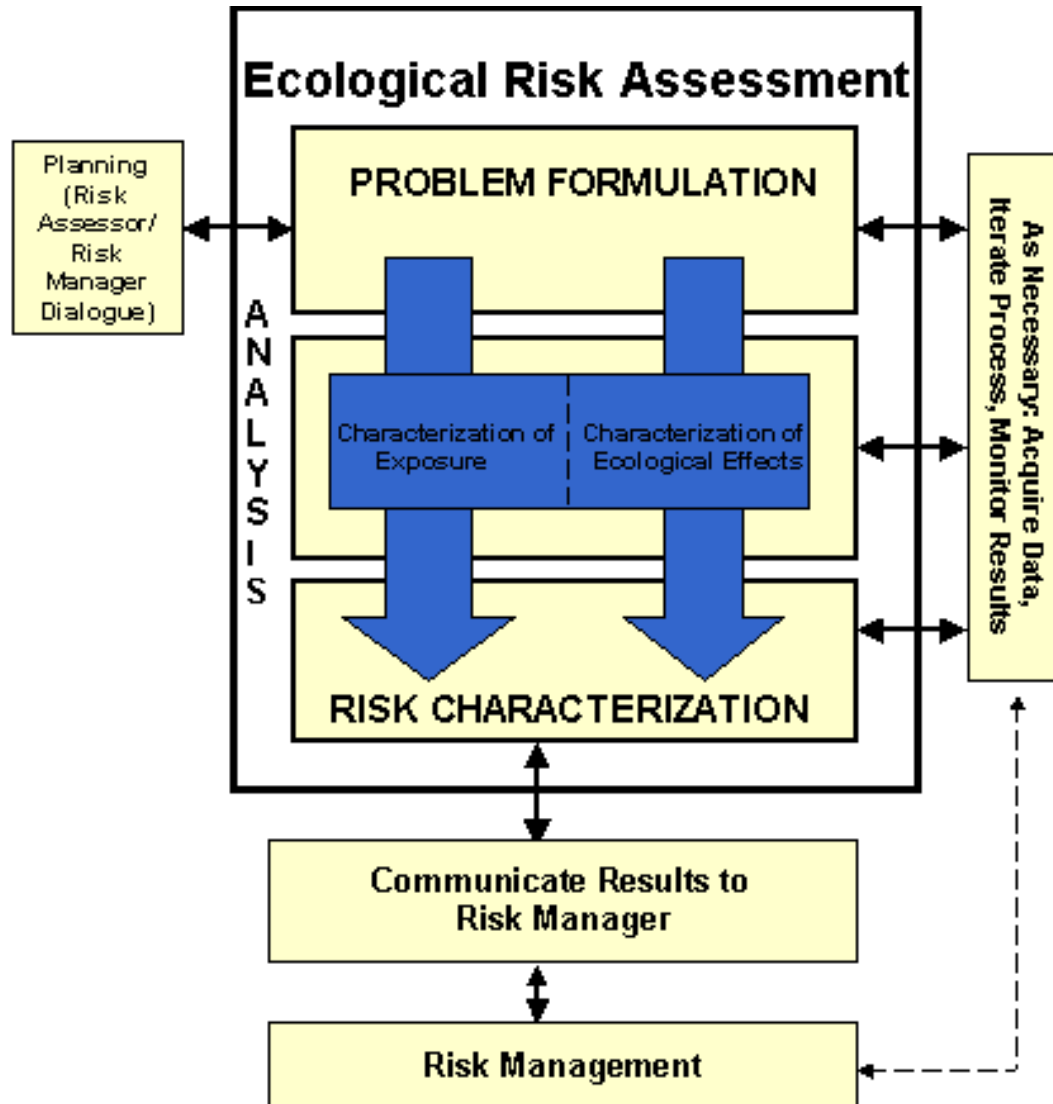 Ecological Risk Assessment
Planning
(Risk
Assessor/
Risk
Manager
Dialogue)
PROBLEM FORMULATION
ANALYSIS
Characterization of
Exposure
Characterization of
Ecological Effects
RISK CHARACTERIZATION
As Necessary: Acquire Data,
Iterate Process, Monitor Results
Communicate Results to
Risk Manager
Risk Management